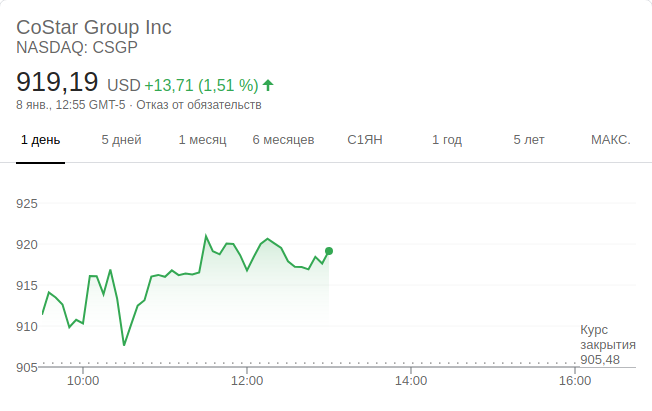 CoStar Group Inc
NASDAQ: CSGP
919,19 USD +13,71 (1,51 %)
8 янв., 12:55 GMT-5 · Отказ от обязательств
1 день 5 дней 1 месяц 6 месяцев С1ЯН 1 год 5 лет МАКС.
925
920
915
910
905
Курс
закрытия
905,48
10:00 12:00 14:00 16:00